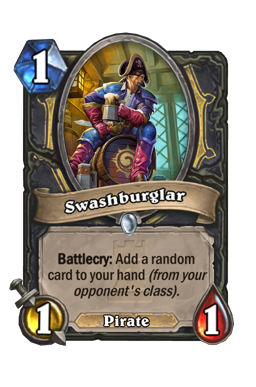 1
Swashburglar
Battlecry: Add a random
card to your hand (from your
opponent's class).
1
Pirate
1